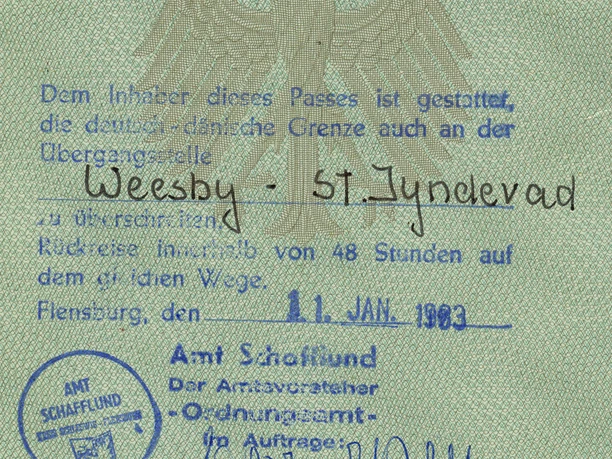 Dem Inhaber dieses Passes ist gestattet,
die deutsch-dänische Grenze auch an der
Übergangsstelle
Weesby - St. Jyndevad
zu überschreiten.
Rückreise innerhalb von 48 Stunden auf
dem gleichen Wege.
Flensburg, den 11. JAN. 1983
Amt Schafflund
Der Amtsvorsteher
-Ordnungsamt-
Im Auftrage:
AMT
SCHAFFLUND